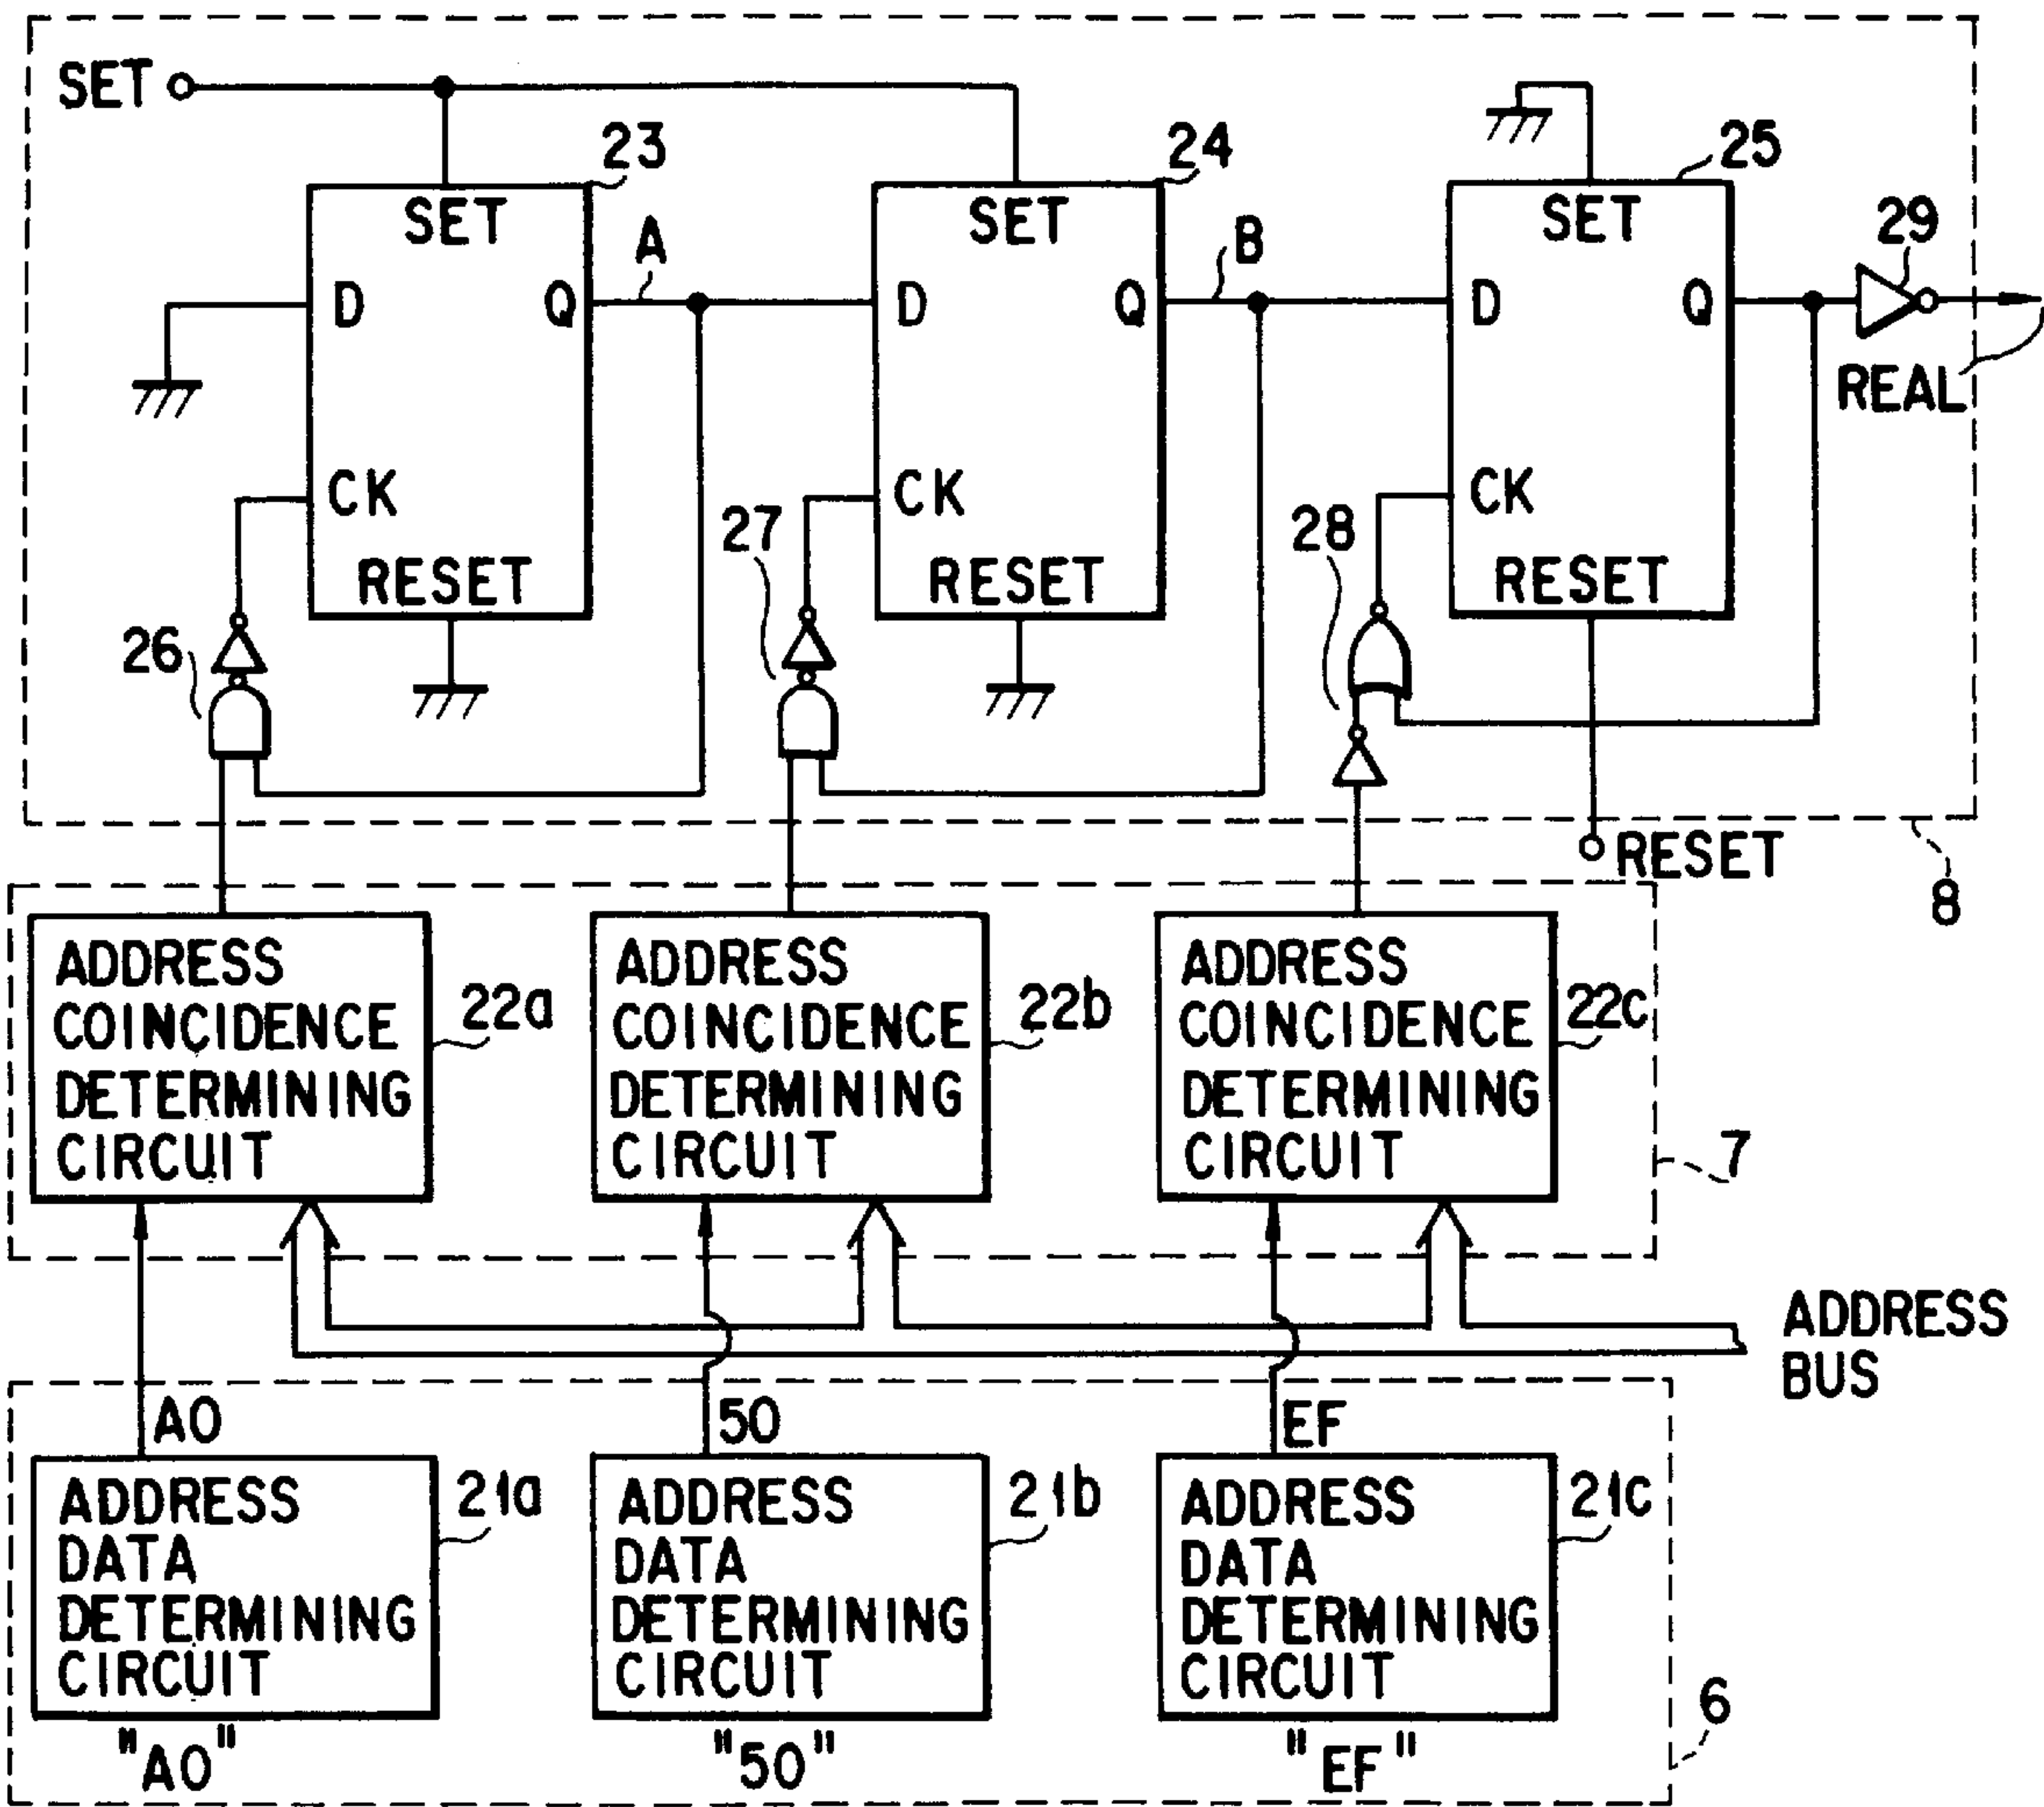 SET
23
24
25
SET
SET
SET
29
A
B
D
Q
D
Q
D
Q
REAL
CK
CK
CK
27
28
RESET
RESET
RESET
26
RESET
8
ADDRESS
COINCIDENCE
DETERMINING
CIRCUIT
22a
ADDRESS
COINCIDENCE
DETERMINING
CIRCUIT
22b
ADDRESS
COINCIDENCE
DETERMINING
CIRCUIT
22c
7
ADDRESS
BUS
A0
50
EF
ADDRESS
DATA
DETERMINING
CIRCUIT
21a
ADDRESS
DATA
DETERMINING
CIRCUIT
21b
ADDRESS
DATA
DETERMINING
CIRCUIT
21c
6
"A0"
"50"
"EF"